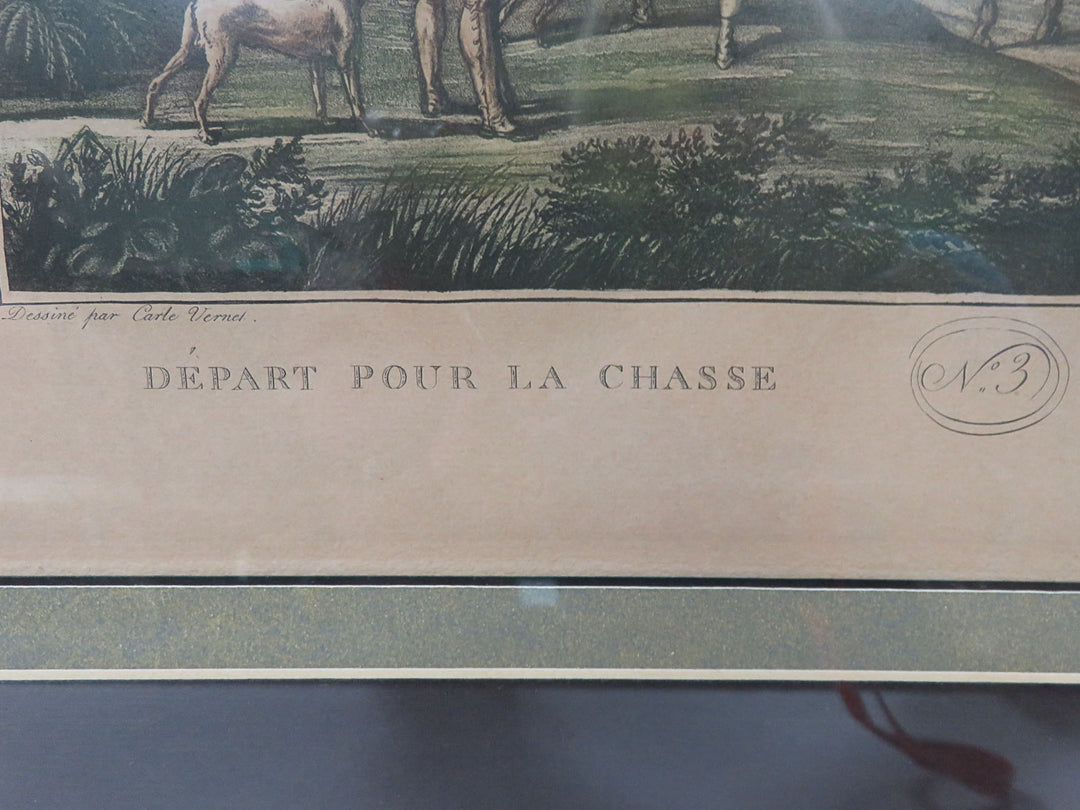 Dessiné par Carle Vernet.
DÉPART POUR LA CHASSE
N.º 3.